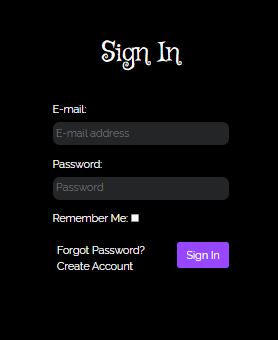 Sign In
E-mail:
E-mail address
Password:
Password
Remember Me:
Forgot Password?
Sign In
Create Account